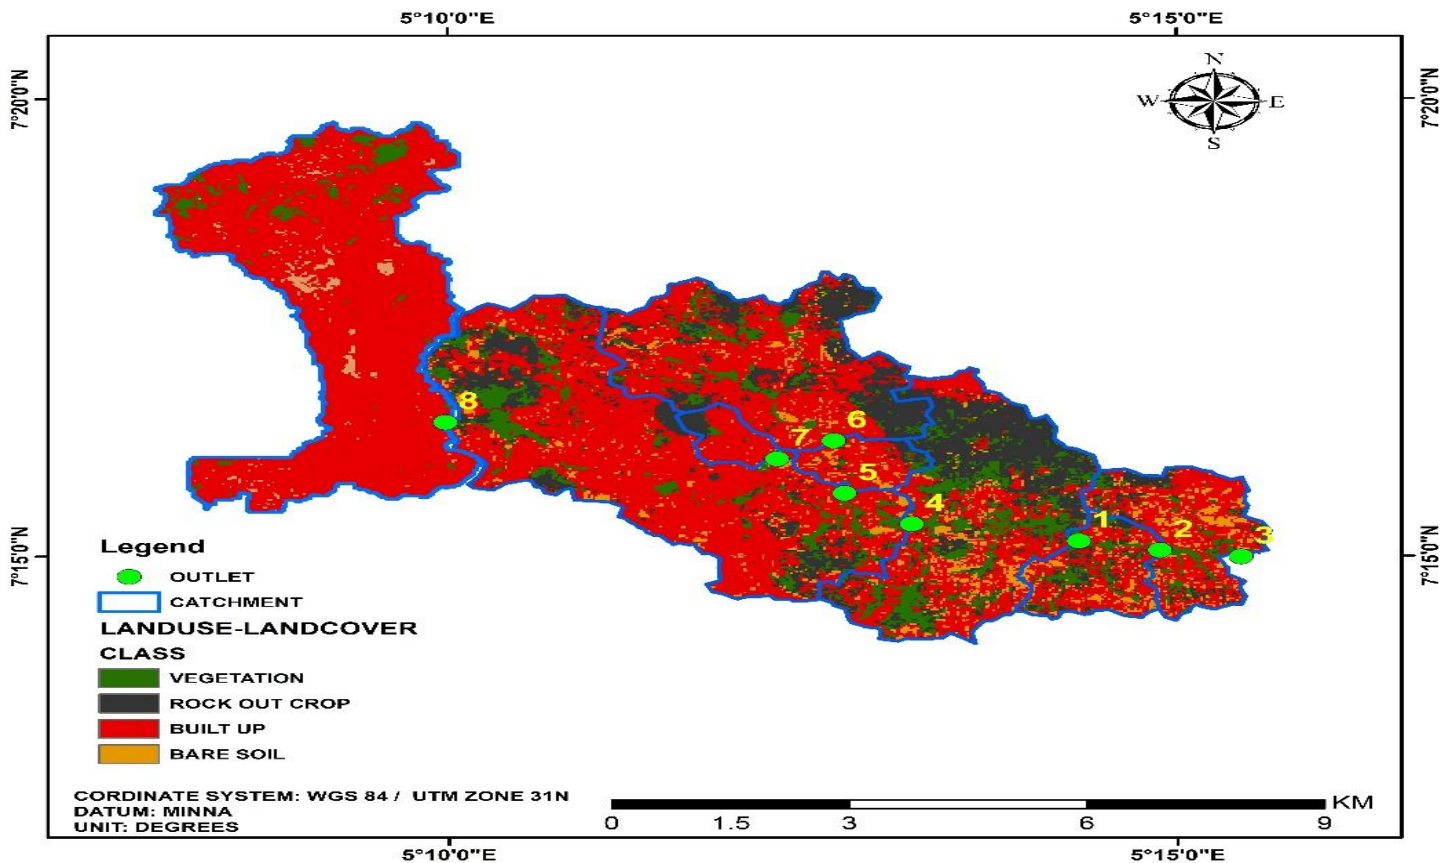 5°10'0"E 5°15'0"E
N
W E
S
7°20'0"N 7°20'0"N
8
6
7
5
4
1
2
3
7°15'0"N 7°15'0"N
Legend
OUTLET
CATCHMENT
LANDUSE-LANDCOVER
CLASS
VEGETATION
ROCK OUT CROP
BUILT UP
BARE SOIL
CORDINATE SYSTEM: WGS 84 / UTM ZONE 31N
DATUM: MINNA
UNIT: DEGREES
KM
0 1.5 3 6 9
5°10'0"E 5°15'0"E